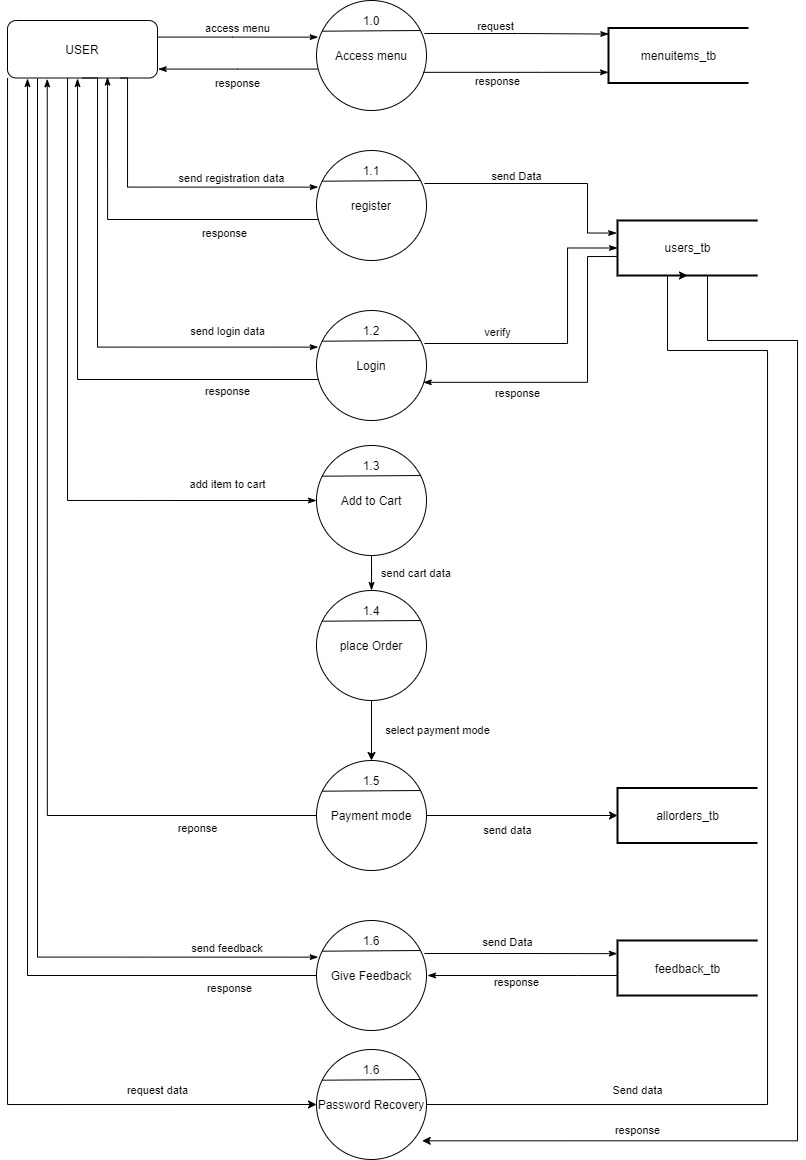 USER
access menu
response
1.0
Access menu
request
response
menuitems_tb
send registration data
response
1.1
register
send Data
users_tb
send login data
response
1.2
Login
verify
response
add item to cart
1.3
Add to Cart
send cart data
1.4
place Order
select payment mode
1.5
Payment mode
reponse
send data
allorders_tb
send feedback
response
1.6
Give Feedback
send Data
response
feedback_tb
request data
1.6
Password Recovery
Send data
response